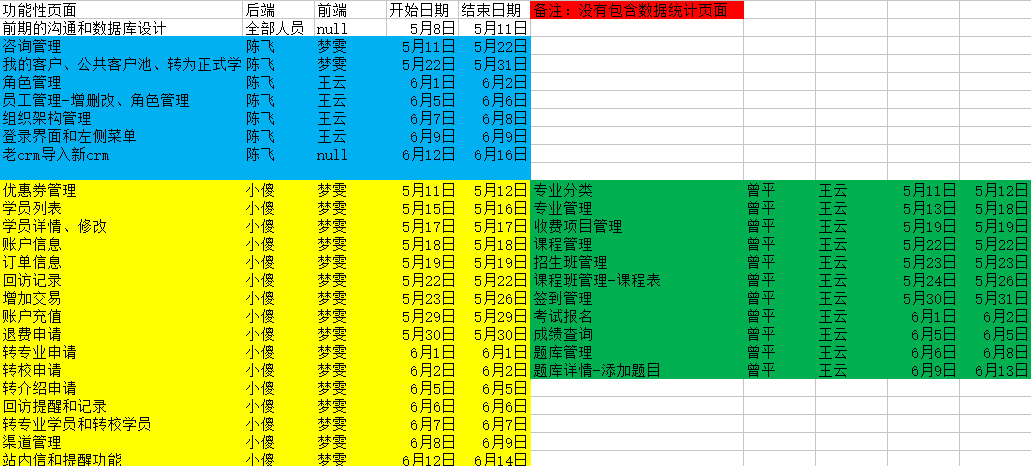 功能性页面 后端 前端 开始日期 结束日期 备注：没有包含数据统计页面
前期的沟通和数据库设计 全部人员 null 5月8日 5月11日
咨询管理 陈飞 梦雯 5月11日 5月22日
我的客户、公共客户池、转为正式学 陈飞 梦雯 5月22日 5月31日
角色管理 陈飞 王云 6月1日 6月2日
员工管理-增删改、角色管理 陈飞 王云 6月5日 6月6日
组织架构管理 陈飞 王云 6月7日 6月8日
登录界面和左侧菜单 陈飞 王云 6月9日 6月9日
老crm导入新crm 陈飞 null 6月12日 6月16日
优惠券管理 小傻 梦雯 5月11日 5月12日 专业分类 曾平 王云 5月11日 5月12日
学员列表 小傻 梦雯 5月15日 5月16日 专业管理 曾平 王云 5月13日 5月18日
学员详情、修改 小傻 梦雯 5月17日 5月17日 收费项目管理 曾平 王云 5月19日 5月19日
账户信息 小傻 梦雯 5月18日 5月18日 课程管理 曾平 王云 5月22日 5月22日
订单信息 小傻 梦雯 5月19日 5月19日 招生班管理 曾平 王云 5月23日 5月23日
回访记录 小傻 梦雯 5月22日 5月22日 课程班管理-课程表 曾平 王云 5月24日 5月26日
增加交易 小傻 梦雯 5月23日 5月26日 签到管理 曾平 王云 5月30日 5月31日
账户充值 小傻 梦雯 5月29日 5月29日 考试报名 曾平 王云 6月1日 6月2日
退费申请 小傻 梦雯 5月30日 5月30日 成绩查询 曾平 王云 6月5日 6月5日
转专业申请 小傻 梦雯 6月1日 6月1日 题库管理 曾平 王云 6月6日 6月8日
转校申请 小傻 梦雯 6月2日 6月2日 题库详情-添加题目 曾平 王云 6月9日 6月13日
转介绍申请 小傻 梦雯 6月5日 6月5日
回访提醒和记录 小傻 梦雯 6月6日 6月6日
转专业学员和转校学员 小傻 梦雯 6月7日 6月7日
渠道管理 小傻 梦雯 6月8日 6月9日
站内信和提醒功能 小傻 梦雯 6月12日 6月14日